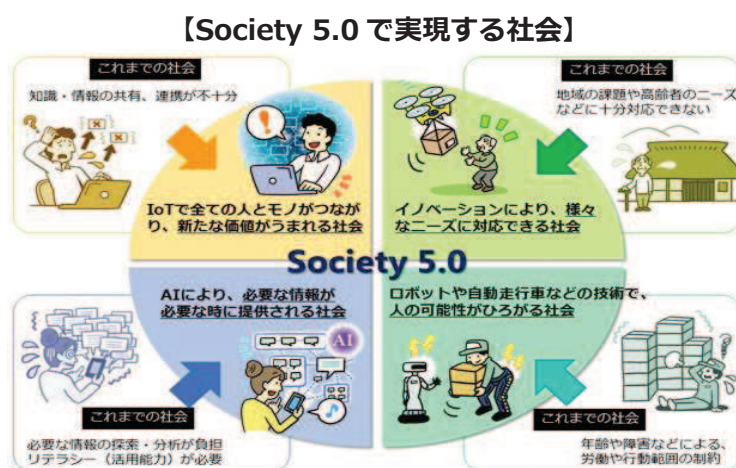 【Society 5.0 で実現する社会】
これまでの社会
知識・情報の共有、連携が不十分
IoTで全ての人とモノがつなが
り、新たな価値がうまれる社会
これまでの社会
地域の課題や高齢者のニーズ
などに十分対応できない
イノベーションにより、様々
なニーズに対応できる社会
Society 5.0
AIにより、必要な情報が
必要な時に提供される社会
AI
これまでの社会
必要な情報の探索・分析が負担
リテラシー（活用能力）が必要
ロボットや自動走行車などの技術で、
人の可能性がひろがる社会
これまでの社会
年齢や障害などによる、
労働や行動範囲の制約